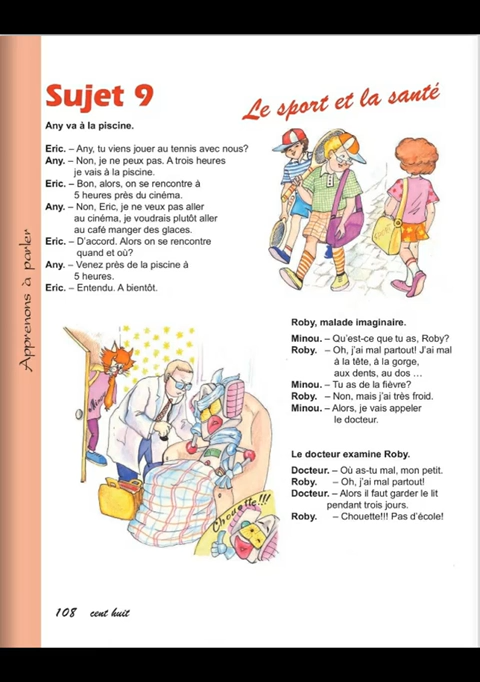 Sujet 9
Le sport et la santé
Any va à la piscine.
Eric. – Any, tu viens jouer au tennis avec nous?
Any. – Non, je ne peux pas. A trois heures
je vais à la piscine.
Eric. – Bon, alors, on se rencontre à
5 heures près du cinéma.
Any. – Non, Eric, je ne veux pas aller
au cinéma, je voudrais plutôt aller
au café manger des glaces.
Eric. – D'accord. Alors on se rencontre
quand et où?
Any. – Venez près de la piscine à
5 heures.
Eric. – Entendu. A bientôt.
Apprenons à parler
Roby, malade imaginaire.
Minou. – Qu'est-ce que tu as, Roby?
Roby. – Oh, j'ai mal partout! J'ai mal
à la tête, à la gorge,
aux dents, au dos ...
Minou. – Tu as de la fièvre?
Roby. – Non, mais j'ai très froid.
Minou. – Alors, je vais appeler
le docteur.
Le docteur examine Roby.
Docteur. – Où as-tu mal, mon petit.
Roby. – Oh, j'ai mal partout!
Docteur. – Alors il faut garder le lit
pendant trois jours.
Roby. – Chouette!!! Pas d'école!
Chouette!!!
108 cent huit